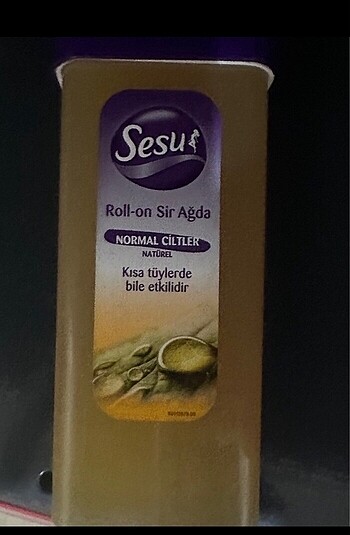 Sesu
Roll-on Sir Ağda
NORMAL CİLTLER
NATÜREL
Kısa tüylerde
bile etkilidir